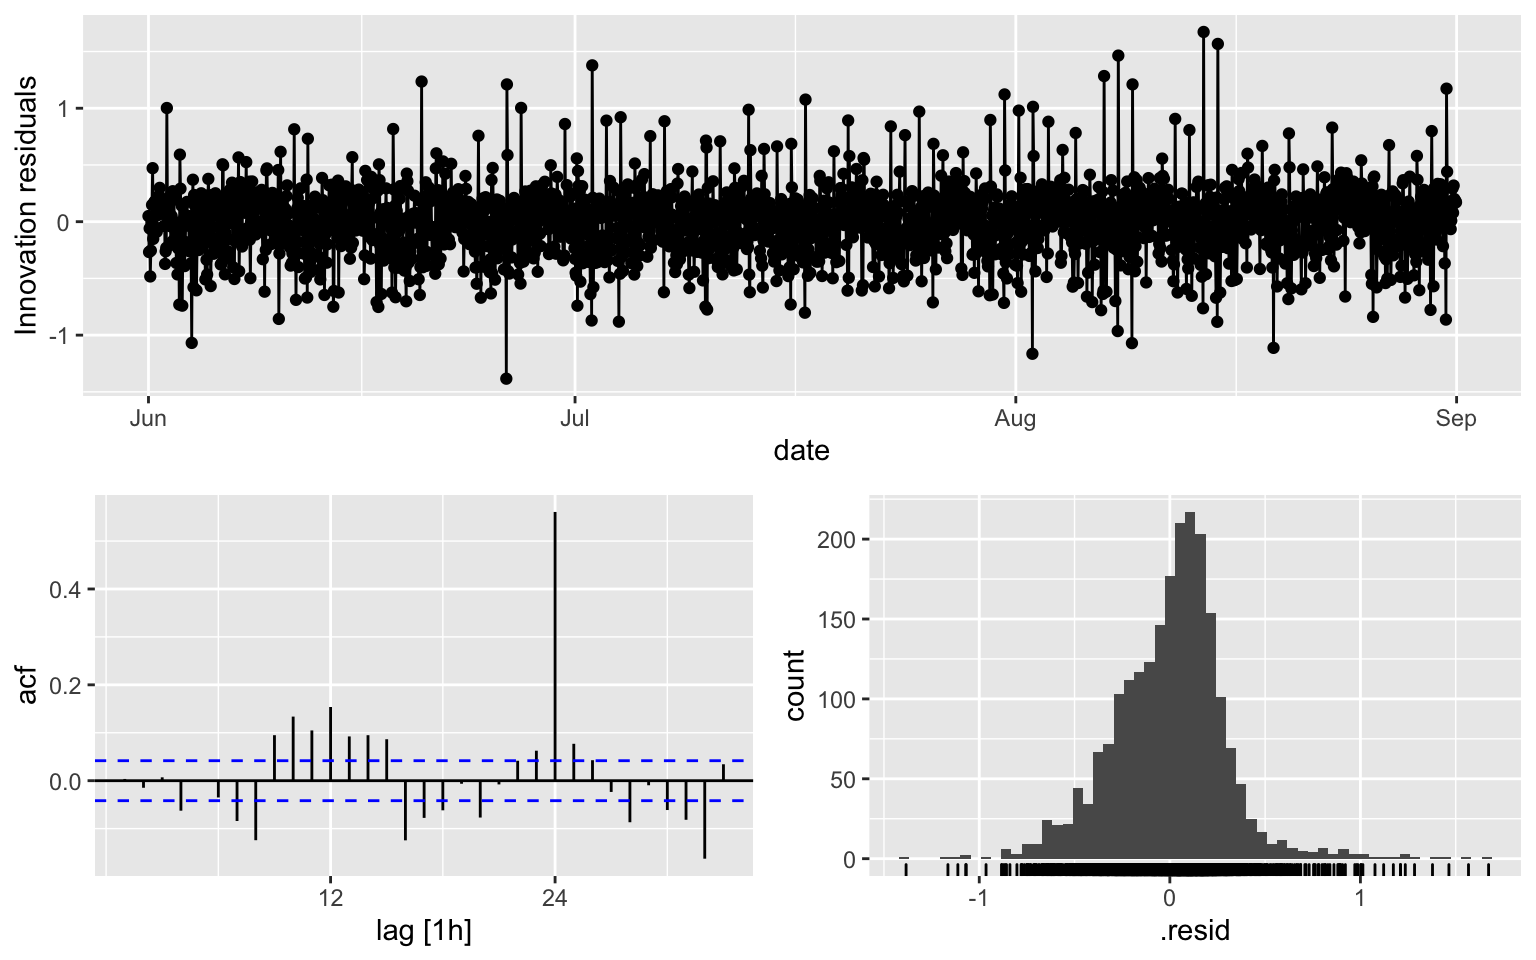 Innovation residuals
1
0
-1
Jun
Jul
Aug
Sep
date
acf
0.4
0.2
0.0
12
24
lag [1h]
count
200
150
100
50
0
-1
0
1
.resid